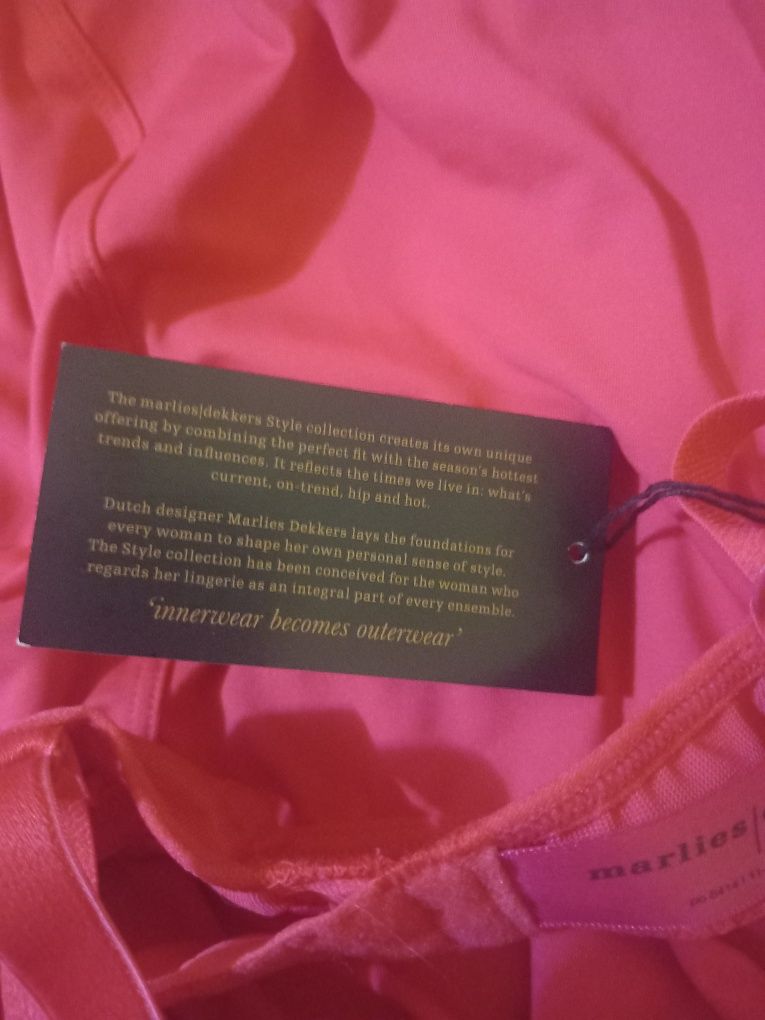 The marlies|dekkers Style collection creates its own unique
offering by combining the perfect fit with the season's hottest
trends and influences. It reflects the times we live in: what's
current, on-trend, hip and hot.
Dutch designer Marlies Dekkers lays the foundations for
every woman to shape her own personal sense of style.
The Style collection has been conceived for the woman who
regards her lingerie as an integral part of every ensemble.
'innerwear becomes outerwear'
marlies|